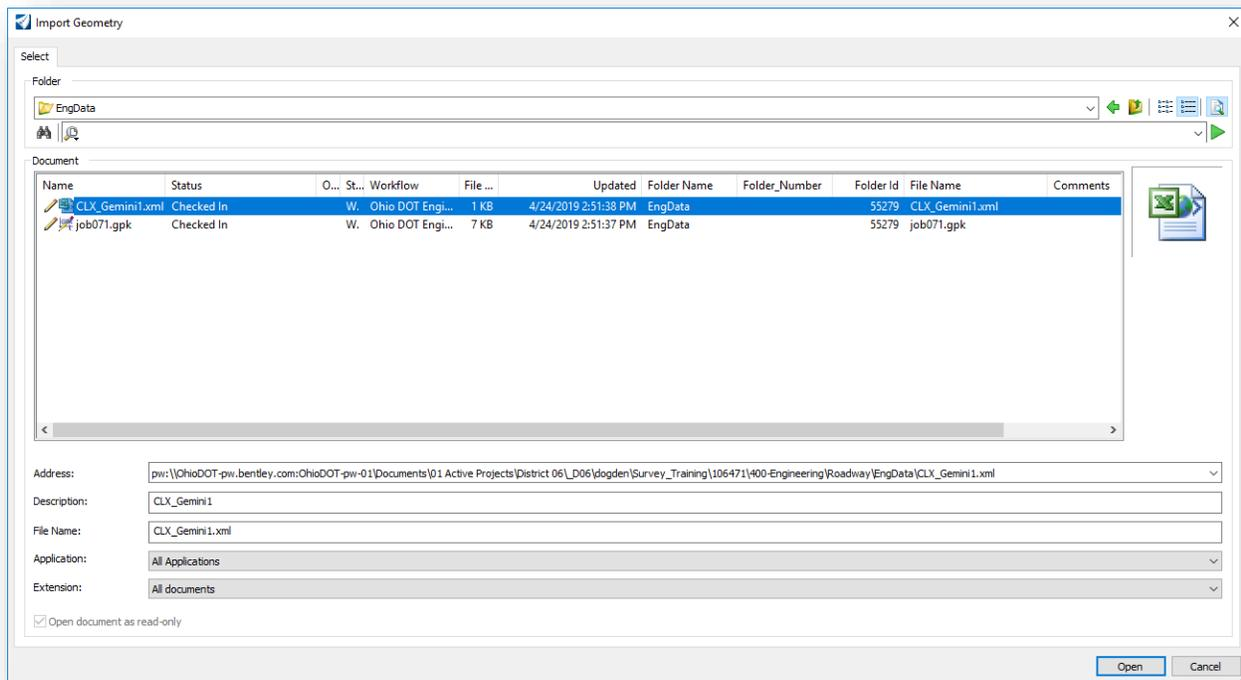 Import Geometry
Select
Folder
EngData
Document
Name Status O... St... Workflow File ... Updated Folder Name Folder_Number Folder Id File Name Comments
CLX_Gemini1.xml Checked In W. Ohio DOT Engi... 1 KB 4/24/2019 2:51:38 PM EngData 55279 CLX_Gemini1.xml
job071.gpk Checked In W. Ohio DOT Engi... 7 KB 4/24/2019 2:51:37 PM EngData 55279 job071.gpk
Address: pw:\\OhioDOT-pw.bentley.com:OhioDOT-pw-01\Documents\01 Active Projects\District 06\_D06\dogden\Survey_Training\106471\400-Engineering\Roadway\EngData\CLX_Gemini1.xml
Description: CLX_Gemini1
File Name: CLX_Gemini1.xml
Application: All Applications
Extension: All documents
Open document as read-only
Open Cancel